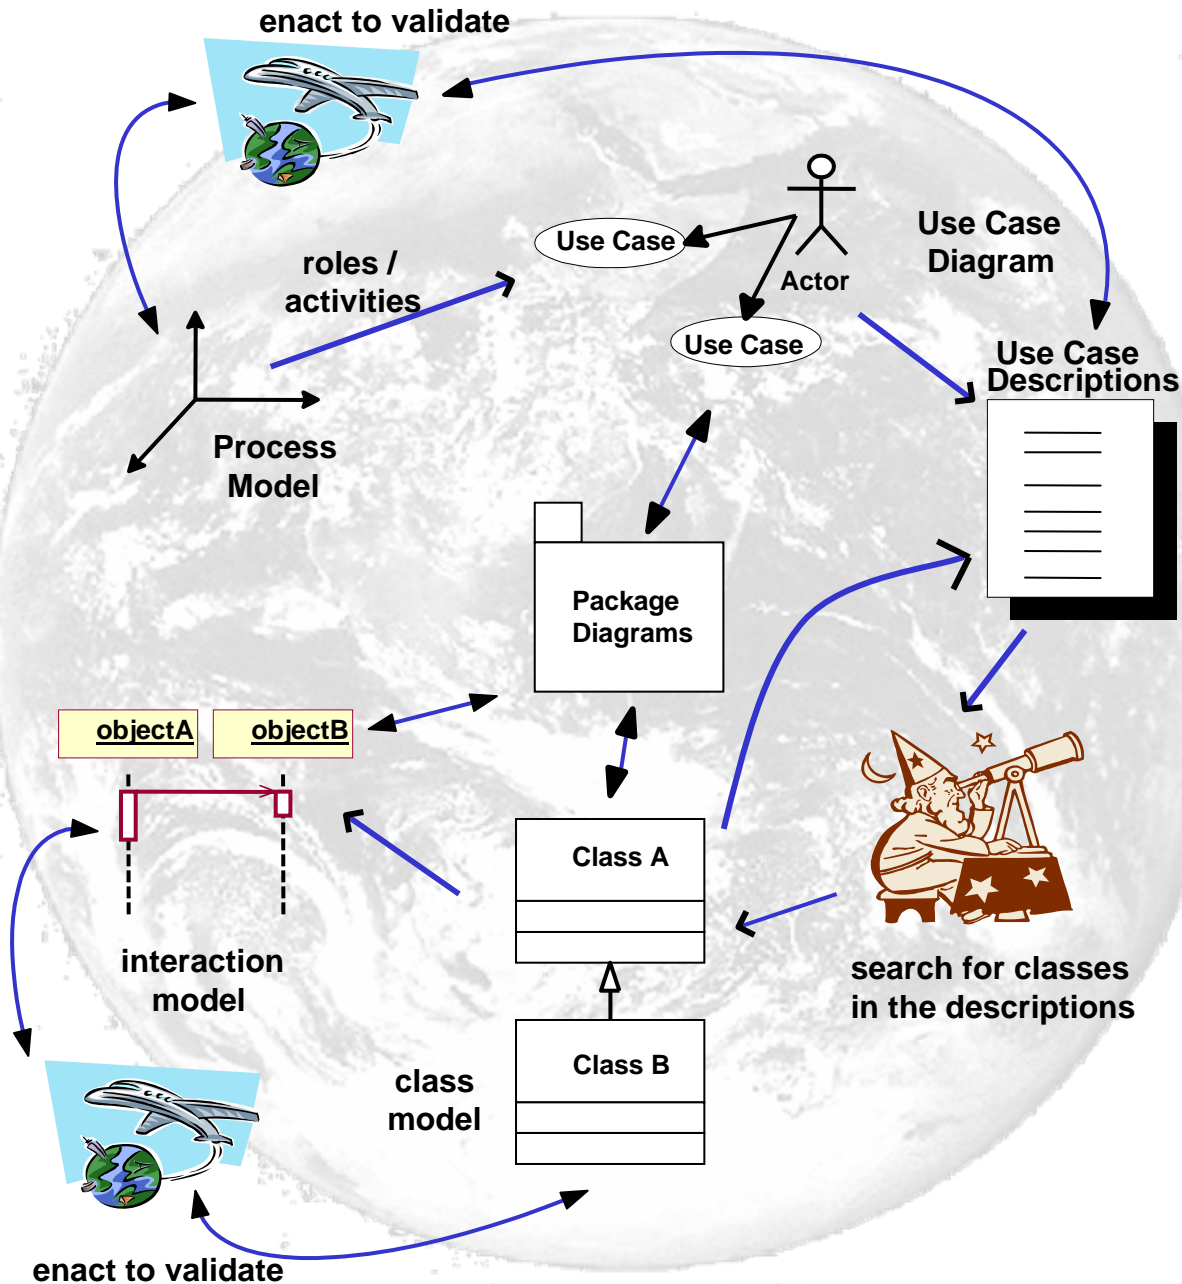 enact to validate
Use Case
Actor
Use Case
Diagram
roles /
activities
Use Case
Use Case
Descriptions
Process
Model
Package
Diagrams
objectA
objectB
Class A
interaction
model
search for classes
in the descriptions
Class B
class
model
enact to validate